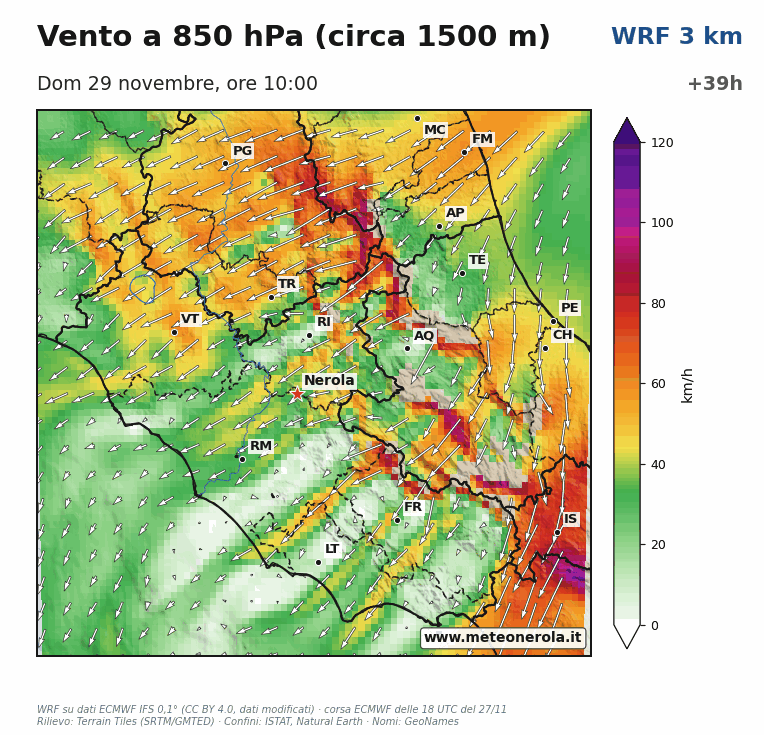 Vento a 850 hPa (circa 1500 m)
WRF 3 km
Dom 29 novembre, ore 10:00
+39h
MC
FM
PG
AP
TE
TR
PE
VT
RI
AQ
CH
Nerola
RM
FR
IS
LT
www.meteonerola.it
120
100
80
60
40
20
0
km/h
WRF su dati ECMWF IFS 0,1° (CC BY 4.0, dati modificati) · corsa ECMWF delle 18 UTC del 27/11
Rilievo: Terrain Tiles (SRTM/GMTED) · Confini: ISTAT, Natural Earth · Nomi: GeoNames